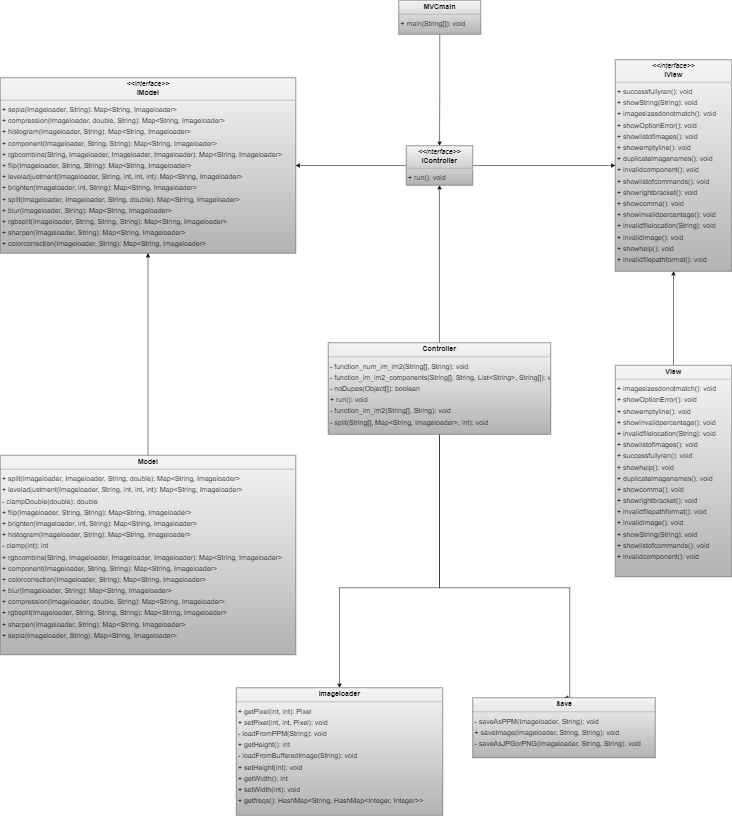 MVCmain
+ main(String[]): void
<<interface>>
IModel
+ sepia(Imageloader, String): Map<String, Imageloader>
+ compression(Imageloader, double, String): Map<String, Imageloader>
+ histogram(Imageloader, String): Map<String, Imageloader>
+ component(Imageloader, String, String): Map<String, Imageloader>
+ rgbcombine(String, Imageloader, Imageloader, Imageloader): Map<String, Imageloader>
+ flip(Imageloader, String, String): Map<String, Imageloader>
+ leveladjustment(Imageloader, String, int, int, int): Map<String, Imageloader>
+ brighten(Imageloader, int, String): Map<String, Imageloader>
+ split(Imageloader, Imageloader, String, double): Map<String, Imageloader>
+ blur(Imageloader, String): Map<String, Imageloader>
+ rgbsplit(Imageloader, String, String, String): Map<String, Imageloader>
+ sharpen(Imageloader, String): Map<String, Imageloader>
+ colorcorrection(Imageloader, String): Map<String, Imageloader>
<<interface>>
IController
+ run(): void
<<interface>>
IView
+ successfullyran(): void
+ showString(String): void
+ imagesizesdonotmatch(): void
+ showOptionError(): void
+ showlistofimages(): void
+ showemptyline(): void
+ duplicateimagenames(): void
+ invalidcomponent(): void
+ showlistofcommands(): void
+ showrightbracket(): void
+ showcomma(): void
+ showinvalidpercentage(): void
+ invalidfilelocation(String): void
+ invalidimage(): void
+ showhelp(): void
+ invalidfilepathformat(): void
Controller
- function_num_im_im2(String[], String): void
- function_im_im2_components(String[], String, List<String>, String[]): v
- noDupes(Object[]): boolean
+ run(): void
- function_im_im2(String[], String): void
- split(String[], Map<String, Imageloader>, int): void
View
+ imagesizesdonotmatch(): void
+ showOptionError(): void
+ showemptyline(): void
+ showinvalidpercentage(): void
+ invalidfilelocation(String): void
+ showlistofimages(): void
+ successfullyran(): void
+ showhelp(): void
+ duplicateimagenames(): void
+ showcomma(): void
+ showrightbracket(): void
+ invalidfilepathformat(): void
+ invalidimage(): void
+ showString(String): void
+ showlistofcommands(): void
+ invalidcomponent(): void
Model
+ split(Imageloader, Imageloader, String, double): Map<String, Imageloader>
+ leveladjustment(Imageloader, String, int, int, int): Map<String, Imageloader>
- clampDouble(double): double
+ flip(Imageloader, String, String): Map<String, Imageloader>
+ brighten(Imageloader, int, String): Map<String, Imageloader>
+ histogram(Imageloader, String): Map<String, Imageloader>
- clamp(int): int
+ rgbcombine(String, Imageloader, Imageloader, Imageloader): Map<String, Imageloader>
+ component(Imageloader, String, String): Map<String, Imageloader>
+ colorcorrection(Imageloader, String): Map<String, Imageloader>
+ blur(Imageloader, String): Map<String, Imageloader>
+ compression(Imageloader, double, String): Map<String, Imageloader>
+ rgbsplit(Imageloader, String, String, String): Map<String, Imageloader>
+ sharpen(Imageloader, String): Map<String, Imageloader>
+ sepia(Imageloader, String): Map<String, Imageloader>
Imageloader
+ getPixel(int, int): Pixel
+ setPixel(int, int, Pixel): void
- loadFromPPM(String): void
+ getHeight(): int
- loadFromBufferedImage(String): void
+ setHeight(int): void
+ getWidth(): int
+ setWidth(int): void
+ getfreqs(): HashMap<String, HashMap<Integer, Integer>>
Save
- saveAsPPM(Imageloader, String): void
+ saveImage(Imageloader, String, String): void
- saveAsJPGorPNG(Imageloader, String, String): void